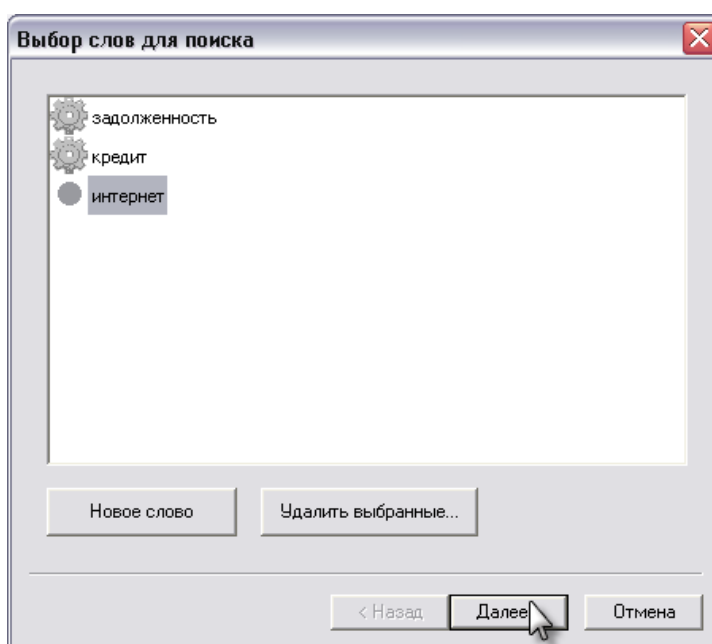 Выбор слов для поиска
задолженность
кредит
интернет
Новое слово
Удалить выбранные...
< Назад
Далее
Отмена